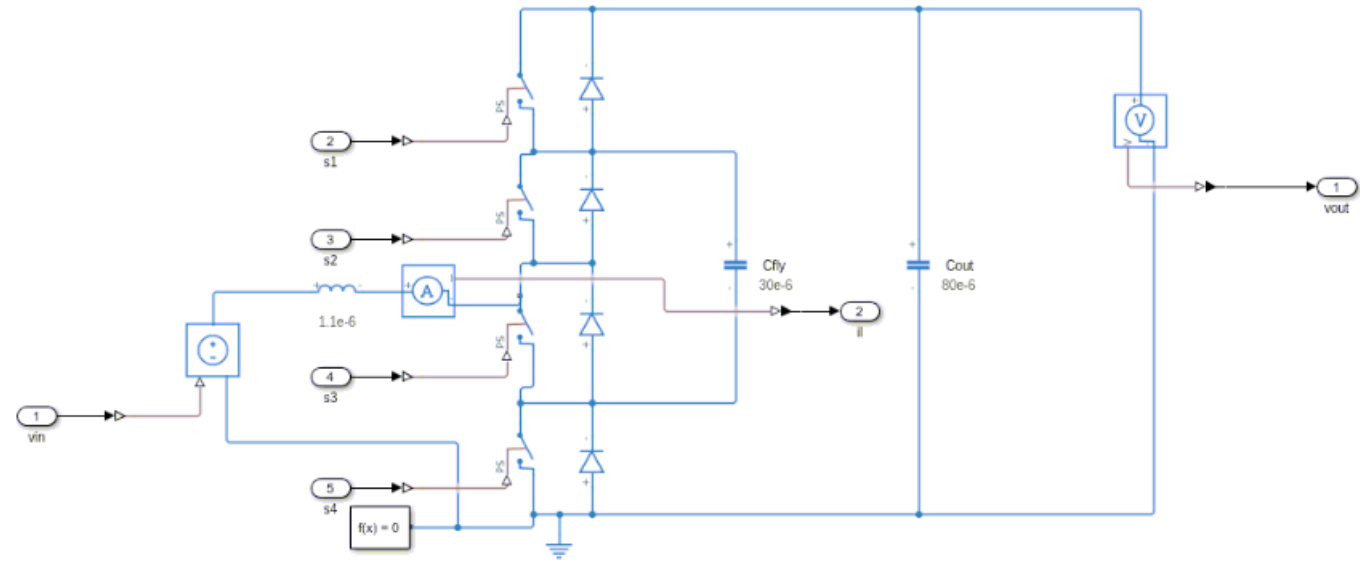 PS
2
s1
V
1
vout
PS
3
s2
Cfly
30e-6
Cout
80e-6
A
I
1.1e-6
2
il
PS
4
s3
1
vin
PS
5
s4
f(x) = 0